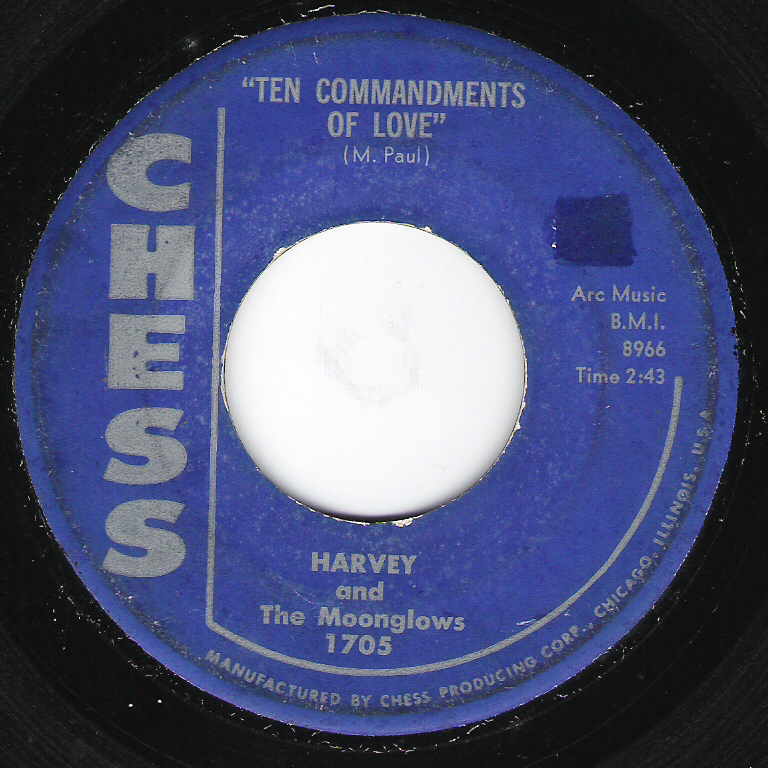 "TEN COMMANDMENTS
OF LOVE"
(M. Paul)
CHESS
Arc Music
B.M.I.
8966
Time 2:43
HARVEY
and
The Moonglows
1705
MANUFACTURED BY CHESS PRODUCING CORP., CHICAGO, ILLINOIS, U.S.A.